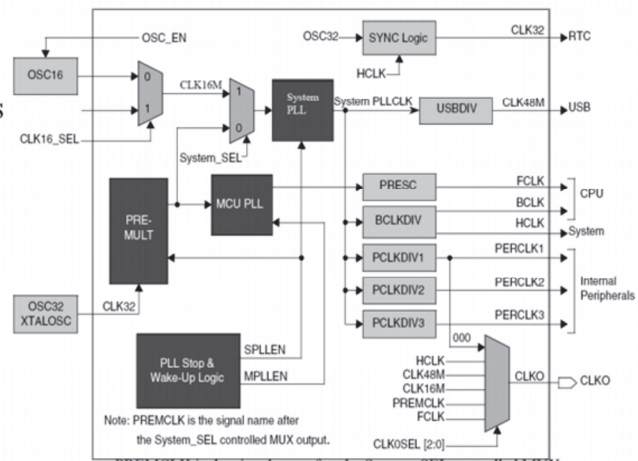 OSC_EN
OSC32
SYNC Logic
CLK32
RTC
OSC16
0
1
CLK16M
1
0
System
PLL
HCLK
System PLLCLK
USBDIV
CLK48M
USB
S
CLK16_SEL
System_SEL
PRE-
MULT
MCU PLL
PRESC
FCLK
BCLK
CPU
BCLKDIV
HCLK
System
PCLKDIV1
PERCLK1
PCLKDIV2
PERCLK2
Internal
Peripherals
PCLKDIV3
PERCLK3
OSC32
XTALOSC
CLK32
PLL Stop &
Wake-Up Logic
SPLLEN
MPLLEN
000
HCLK
CLK48M
CLK16M
PREMCLK
FCLK
CLKO
CLKO
CLK0SEL [2:0]
Note: PREMCLK is the signal name after
the System_SEL controlled MUX output.